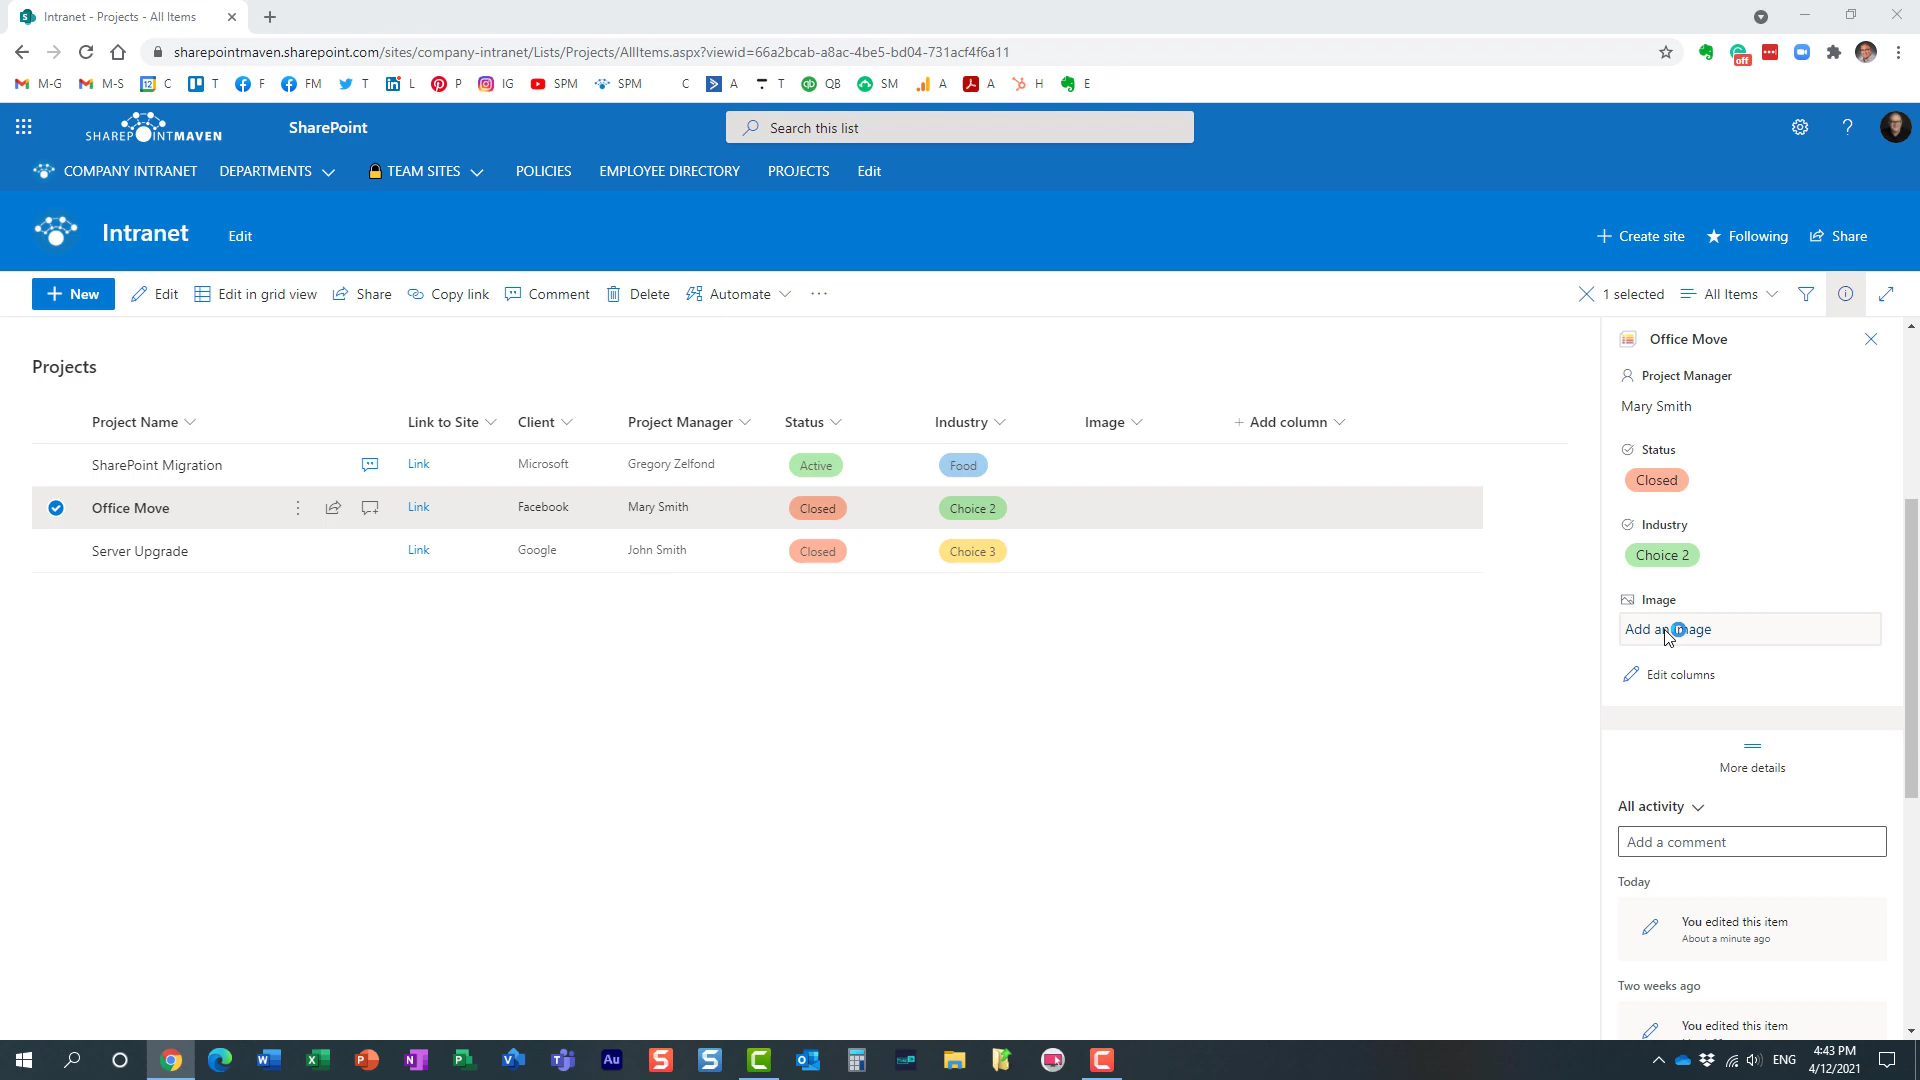 Intranet - Projects - All Items
sharepointmaven.sharepoint.com/sites/company-intranet/Lists/Projects/AllItems.aspx?viewid=66a2bcab-a8ac-4be5-bd04-731acf4f6a11
off
M-G M-S 12 C T F FM T L P IG SPM SPM C A T QB SM A A H E
SHAREPOINTMAVEN SharePoint Search this list ?
COMPANY INTRANET DEPARTMENTS TEAM SITES POLICIES EMPLOYEE DIRECTORY PROJECTS Edit
Intranet Edit + Create site Following Share
+ New Edit Edit in grid view Share Copy link Comment Delete Automate ... 1 selected All Items
Projects
Project Name Link to Site Client Project Manager Status Industry Image + Add column
SharePoint Migration Link Microsoft Gregory Zelfond Active Food
Office Move Link Facebook Mary Smith Closed Choice 2
Server Upgrade Link Google John Smith Closed Choice 3
Office Move
Project Manager
Mary Smith
Status
Closed
Industry
Choice 2
Image
Add an image
Edit columns
More details
All activity
Add a comment
Today
You edited this item
About a minute ago
Two weeks ago
You edited this item
ENG
4:43 PM
4/12/2021